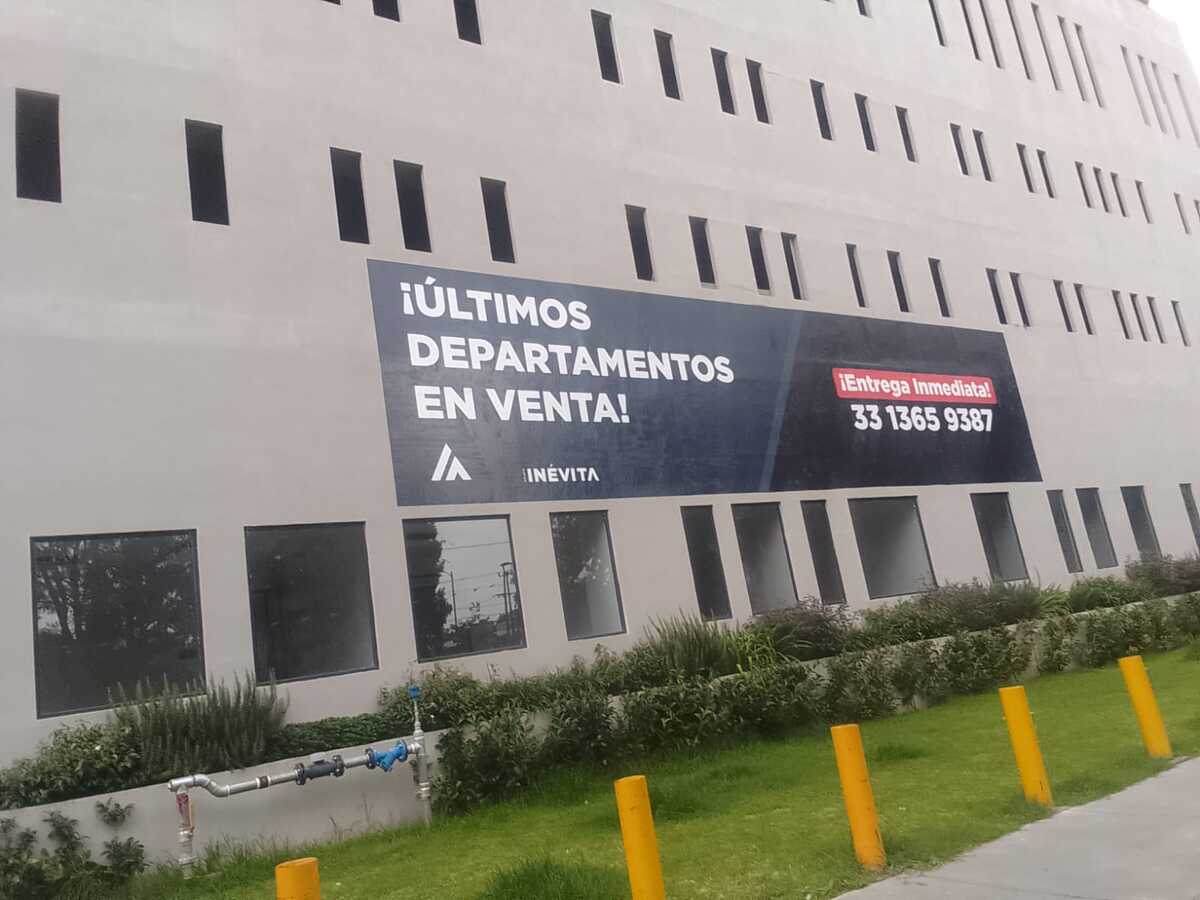 ¡ÚLTIMOS
DEPARTAMENTOS
EN VENTA!
INÉVITA
¡Entrega Inmediata!
33 1365 9387